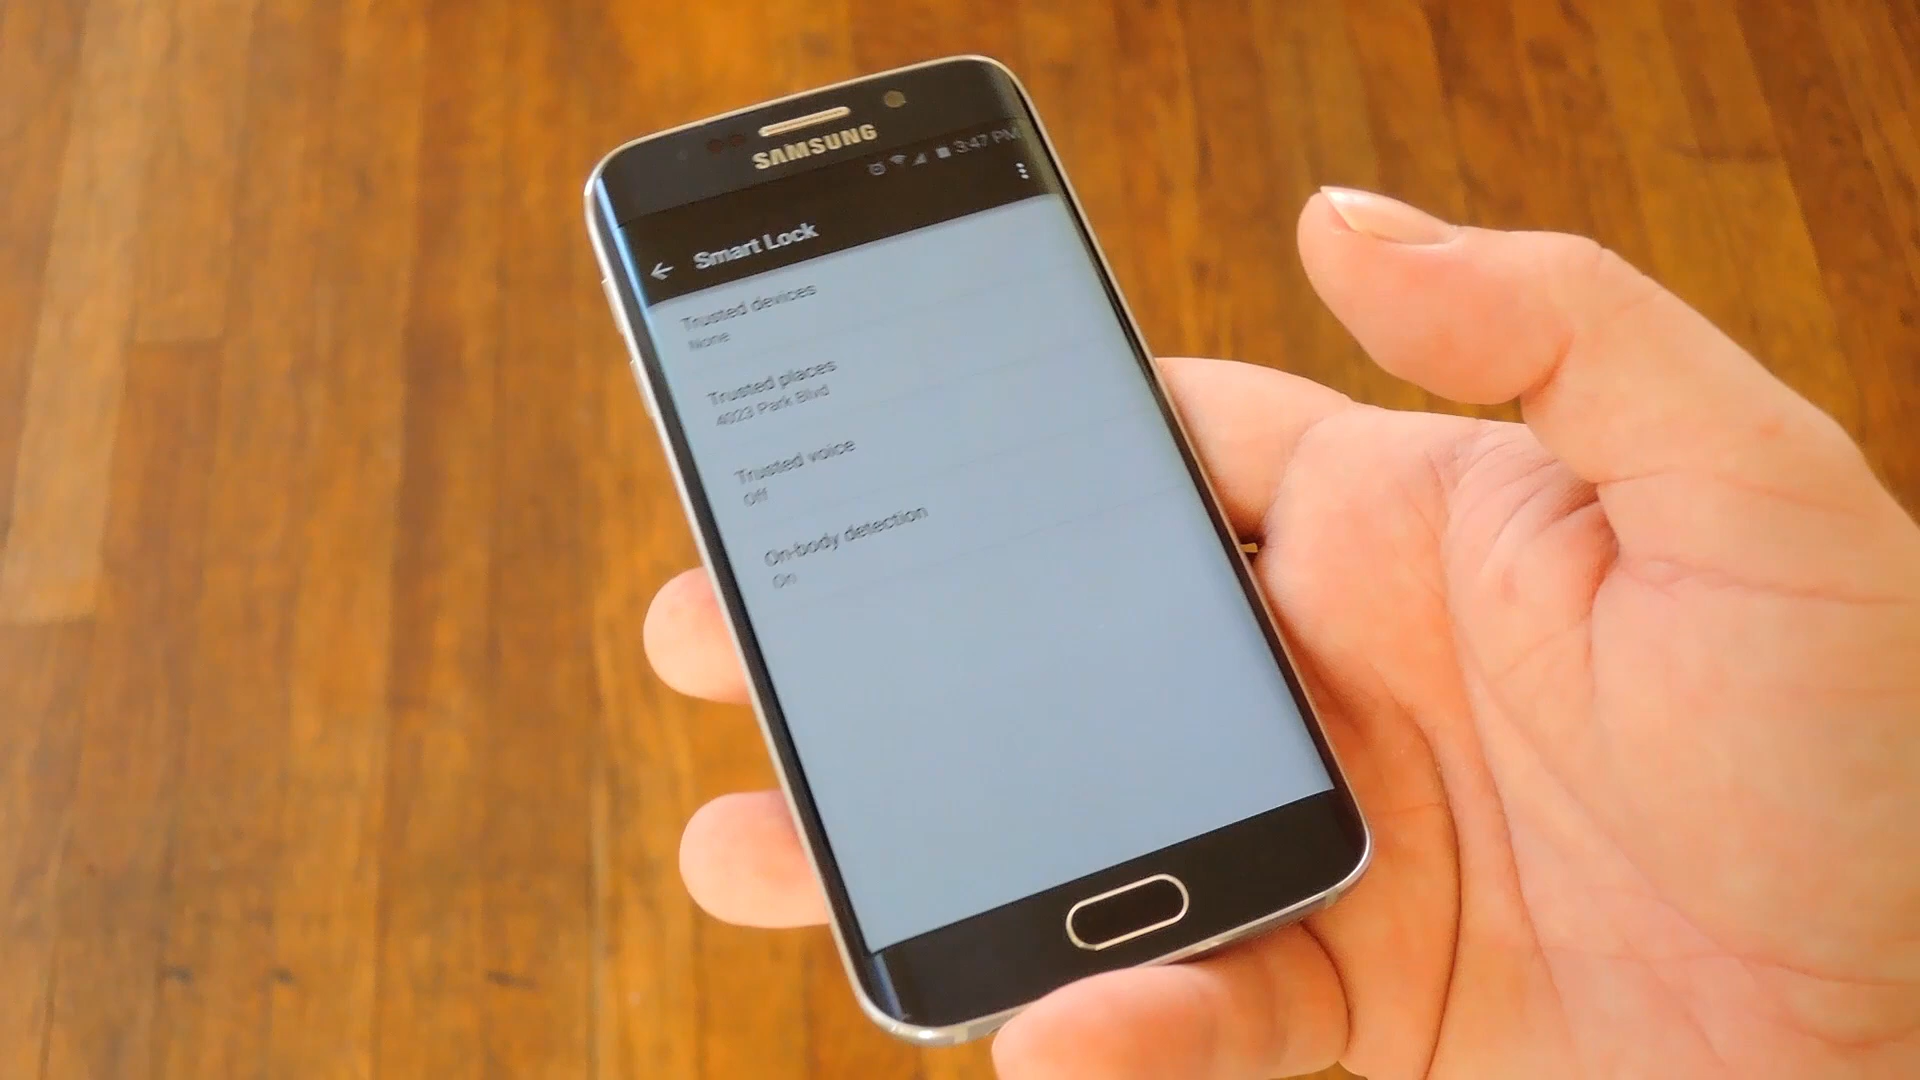 SAMSUNG
3:47 PM
Smart Lock
Trusted devices
None
Trusted places
4023 Park Blvd
Trusted voice
Off
On-body detection
On